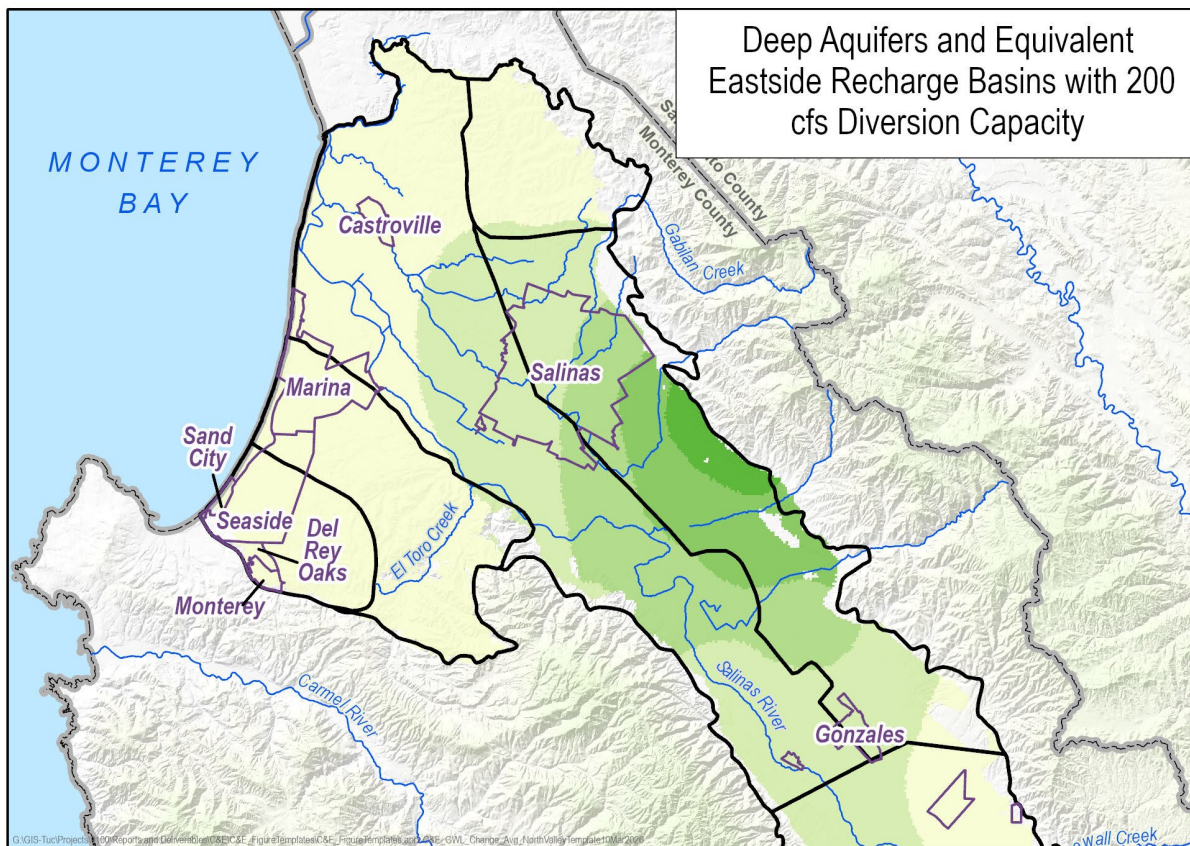 Deep Aquifers and Equivalent
Eastside Recharge Basins with 200
cfs Diversion Capacity
Monterey County
MONTEREY
BAY
Castroville
Gabilan Creek
Salinas
Marina
Sand
City
Seaside
Del
Rey
Oaks
Monterey
El Toro Creek
Carmel River
Salinas River
Gonzales
Creek